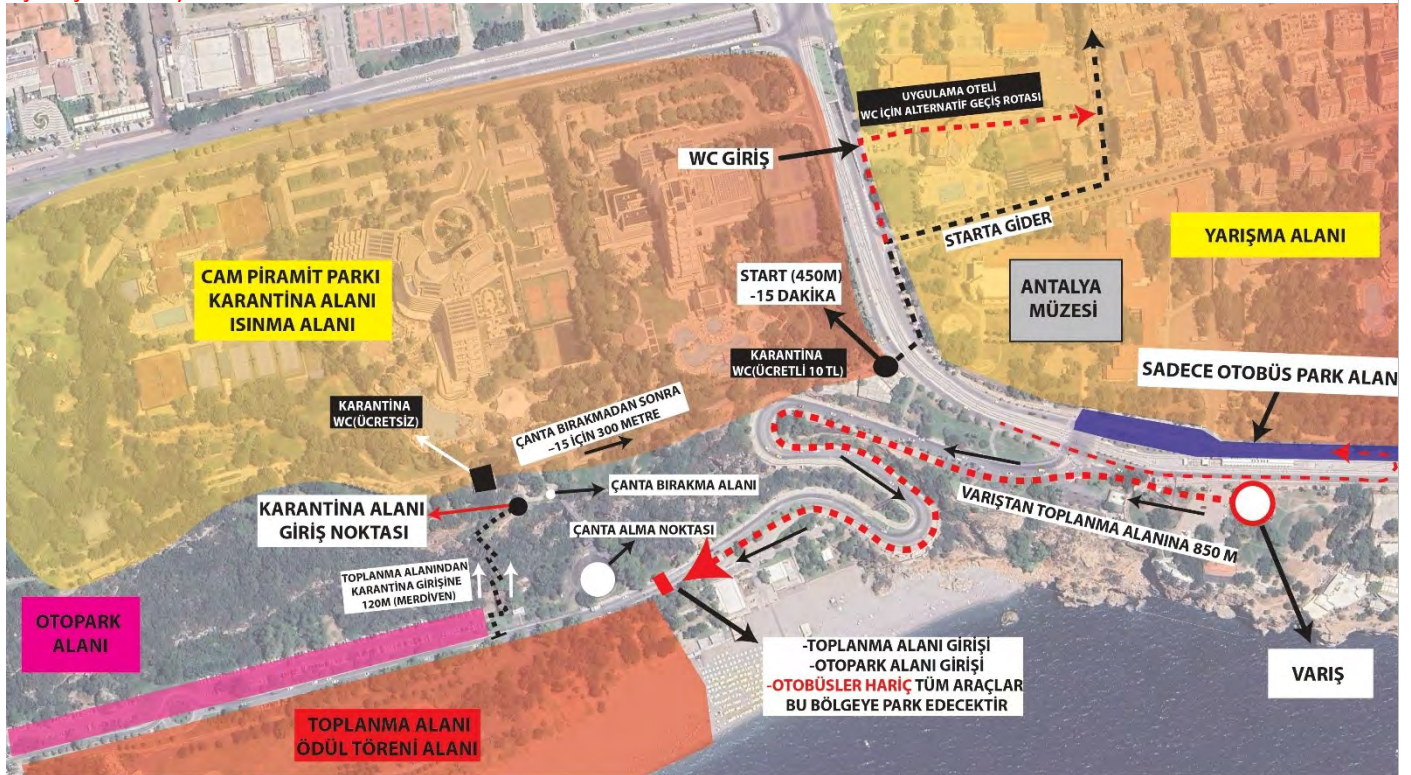 UYGULAMA OTELİ
WC İÇİN ALTERNATİF GEÇİŞ ROTASI
WC GİRİŞ
STARTA GİDER
YARIŞMA ALANI
CAM PİRAMİT PARKI
KARANTİNA ALANI
ISINMA ALANI
START (450M)
-15 DAKİKA
ANTALYA
MÜZESİ
KARANTİNA
WC(ÜCRETLİ 10 TL)
SADECE OTOBÜS PARK ALAN
KARANTİNA
WC(ÜCRETSİZ)
ÇANTA BIRAKMADAN SONRA
–15 İÇİN 300 METRE
ÇANTA BIRAKMA ALANI
KARANTİNA ALANI
GİRİŞ NOKTASI
ÇANTA ALMA NOKTASI
VARIŞTAN TOPLANMA ALANINA 850 M
TOPLANMA ALANINDAN
KARANTİNA GİRİŞİNE
120M (MERDİVEN)
OTOPARK
ALANI
-TOPLANMA ALANI GİRİŞİ
-OTOPARK ALANI GİRİŞİ
-OTOBÜSLER HARİÇ TÜM ARAÇLAR
BU BÖLGEYE PARK EDECEKTİR
VARIŞ
TOPLANMA ALANI
ÖDÜL TÖRENİ ALANI